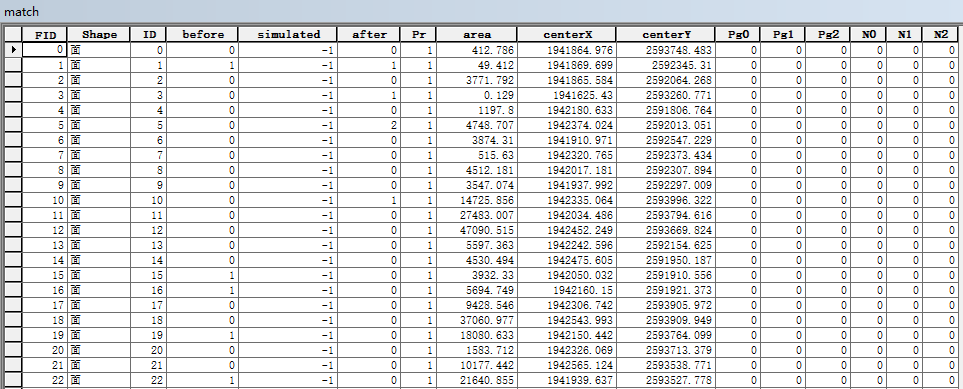 match
FID Shape ID before simulated after Pr area centerX centerY Pg0 Pg1 Pg2 N0 N1 N2
0 面 0 0 -1 0 1 412.786 1941864.976 2593748.483 0 0 0 0 0 0
1 面 1 1 -1 1 1 49.412 1941869.699 2592345.31 0 0 0 0 0 0
2 面 2 0 -1 0 1 3771.792 1941865.584 2592064.268 0 0 0 0 0 0
3 面 3 0 -1 1 1 0.129 1941625.43 2593260.771 0 0 0 0 0 0
4 面 4 0 -1 0 1 1197.8 1942180.633 2591806.764 0 0 0 0 0 0
5 面 5 0 -1 2 1 4748.707 1942374.024 2592013.051 0 0 0 0 0 0
6 面 6 0 -1 0 1 3874.31 1941910.971 2592547.229 0 0 0 0 0 0
7 面 7 0 -1 0 1 515.63 1942320.765 2592373.434 0 0 0 0 0 0
8 面 8 0 -1 0 1 4512.181 1942017.181 2592307.894 0 0 0 0 0 0
9 面 9 0 -1 0 1 3547.074 1941937.992 2592297.009 0 0 0 0 0 0
10 面 10 0 -1 1 1 14725.856 1942335.064 2593996.322 0 0 0 0 0 0
11 面 11 0 -1 0 1 27483.007 1942034.486 2593794.616 0 0 0 0 0 0
12 面 12 0 -1 0 1 47090.515 1942452.249 2593669.824 0 0 0 0 0 0
13 面 13 0 -1 0 1 5597.363 1942242.596 2592154.625 0 0 0 0 0 0
14 面 14 0 -1 0 1 4530.494 1942475.605 2591950.187 0 0 0 0 0 0
15 面 15 1 -1 0 1 3932.33 1942050.032 2591910.556 0 0 0 0 0 0
16 面 16 1 -1 0 1 5694.749 1942160.15 2591921.373 0 0 0 0 0 0
17 面 17 0 -1 0 1 9428.546 1942306.742 2593905.972 0 0 0 0 0 0
18 面 18 0 -1 0 1 37060.977 1942543.993 2593909.949 0 0 0 0 0 0
19 面 19 1 -1 0 1 18080.633 1942150.442 2593764.099 0 0 0 0 0 0
20 面 20 0 -1 0 1 1583.712 1942326.069 2593713.379 0 0 0 0 0 0
21 面 21 0 -1 0 1 10177.442 1942565.124 2593538.771 0 0 0 0 0 0
22 面 22 1 -1 0 1 21640.855 1941939.637 2593527.778 0 0 0 0 0 0